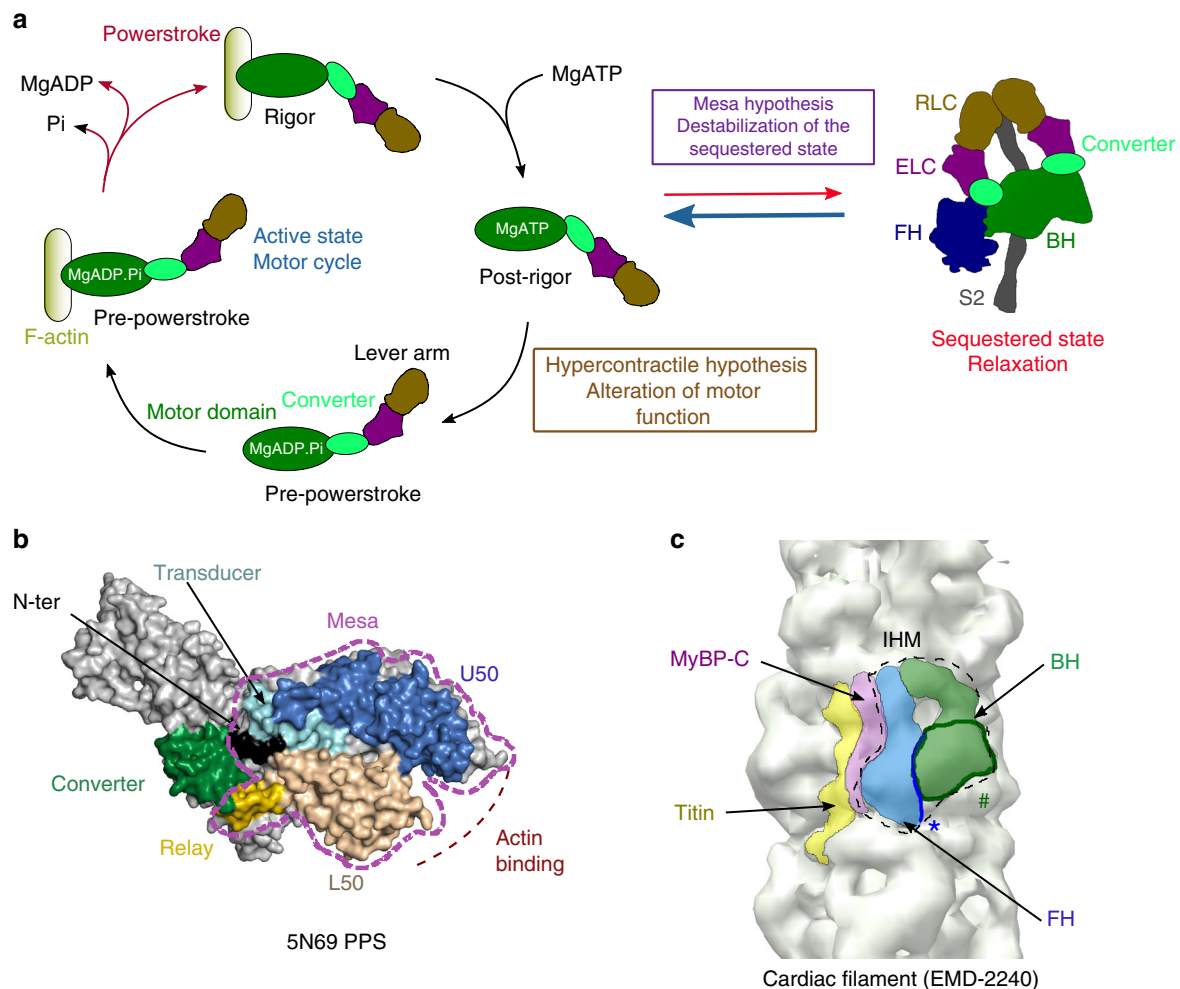 a
Powerstroke
MgADP
Pi
Rigor
MgATP
Mesa hypothesis
Destabilization of the
sequestered state
RLC
Converter
ELC
FH
BH
S2
MgATP
Post-rigor
Active state
Motor cycle
MgADP.Pi
Pre-powerstroke
F-actin
Sequestered state
Relaxation
Lever arm
Hypercontractile hypothesis
Alteration of motor
function
Motor domain
Converter
MgADP.Pi
Pre-powerstroke
b
Transducer
N-ter
Mesa
U50
Converter
Relay
L50
Actin
binding
5N69 PPS
c
IHM
MyBP-C
BH
Titin
#
*
FH
Cardiac filament (EMD-2240)